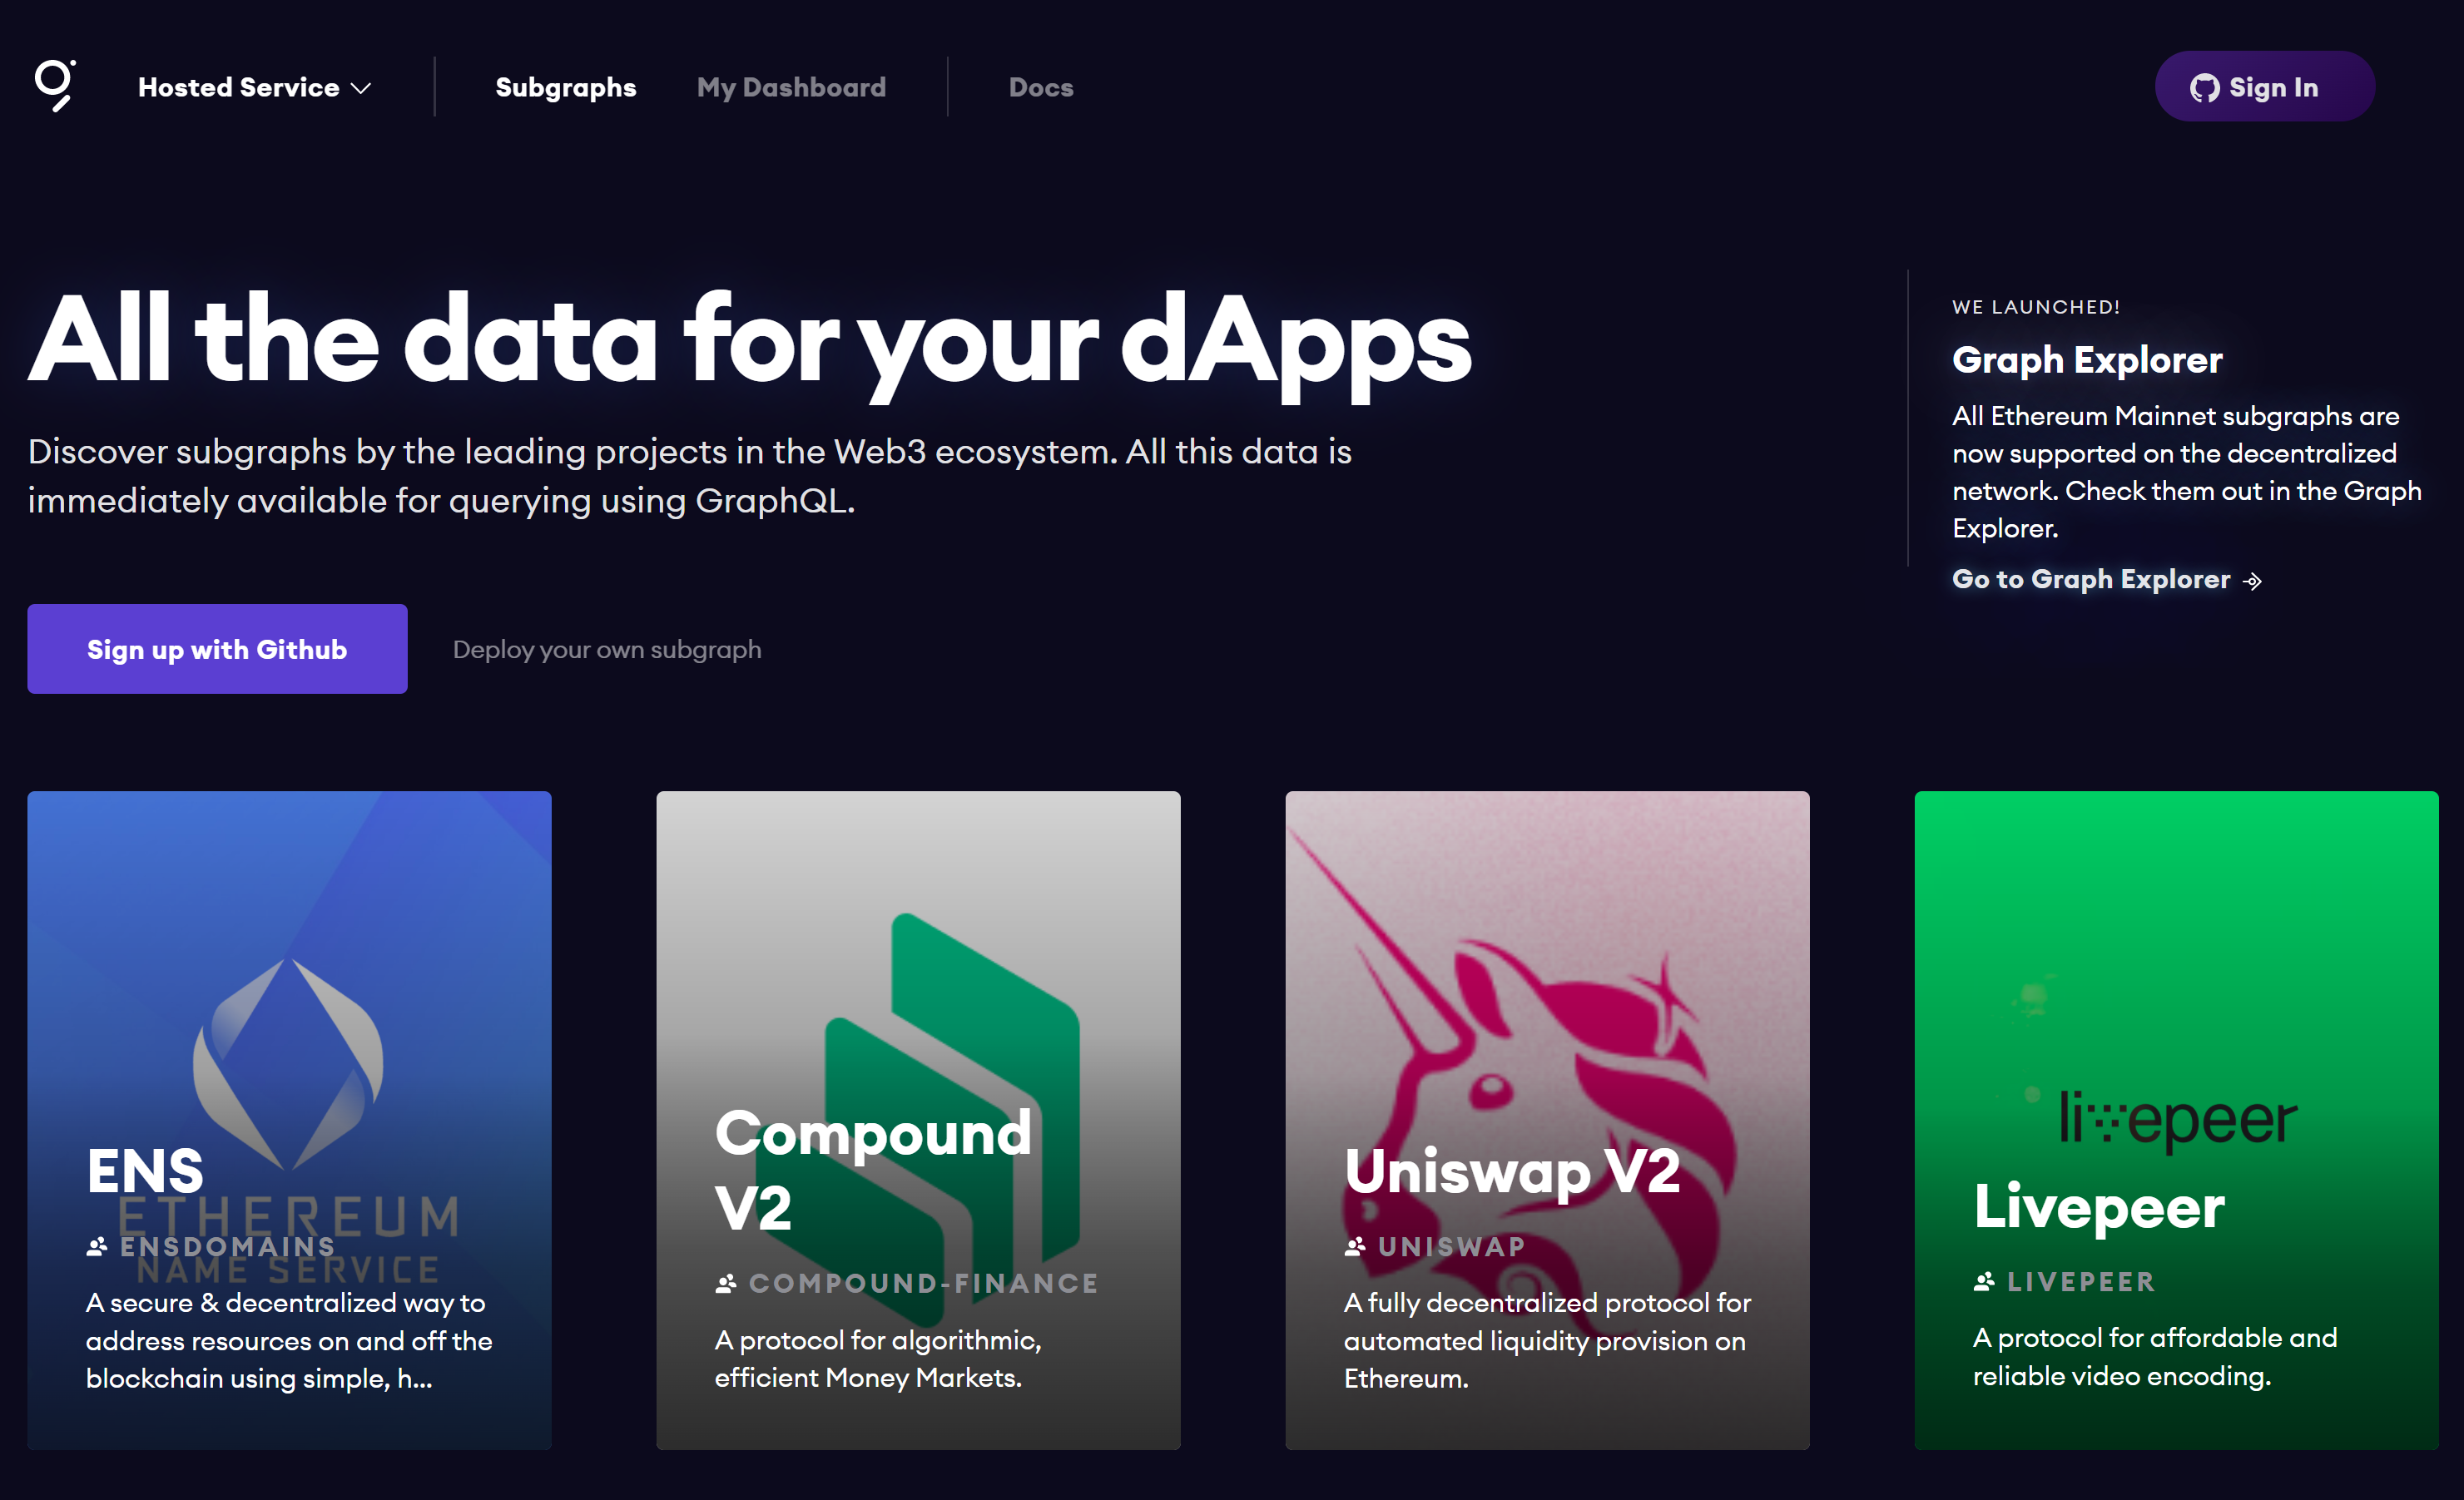 Hosted Service
Subgraphs
My Dashboard
Docs
Sign In
All the data for your dApps
Discover subgraphs by the leading projects in the Web3 ecosystem. All this data is
immediately available for querying using GraphQL.
Sign up with Github
Deploy your own subgraph
WE LAUNCHED!
Graph Explorer
All Ethereum Mainnet subgraphs are
now supported on the decentralized
network. Check them out in the Graph
Explorer.
Go to Graph Explorer
ENS
ETHEREUM
ENSDOMAINS
NAME SERVICE
A secure & decentralized way to
address resources on and off the
blockchain using simple, h...
Compound
V2
COMPOUND-FINANCE
A protocol for algorithmic,
efficient Money Markets.
Uniswap V2
UNISWAP
A fully decentralized protocol for
automated liquidity provision on
Ethereum.
livepeer
Livepeer
LIVEPEER
A protocol for affordable and
reliable video encoding.